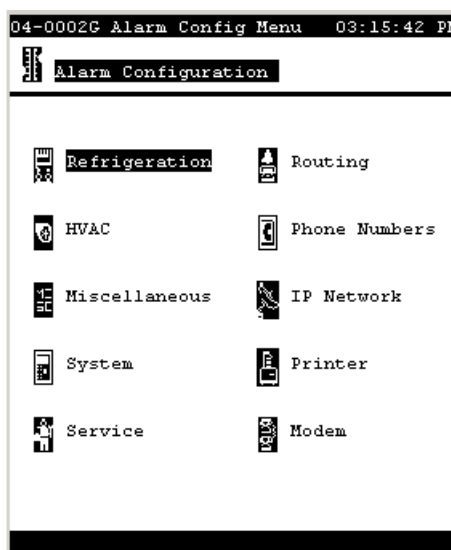 04-0002G Alarm Config Menu 03:15:42 PM
Alarm Configuration
Refrigeration Routing
HVAC Phone Numbers
Miscellaneous IP Network
System Printer
Service Modem